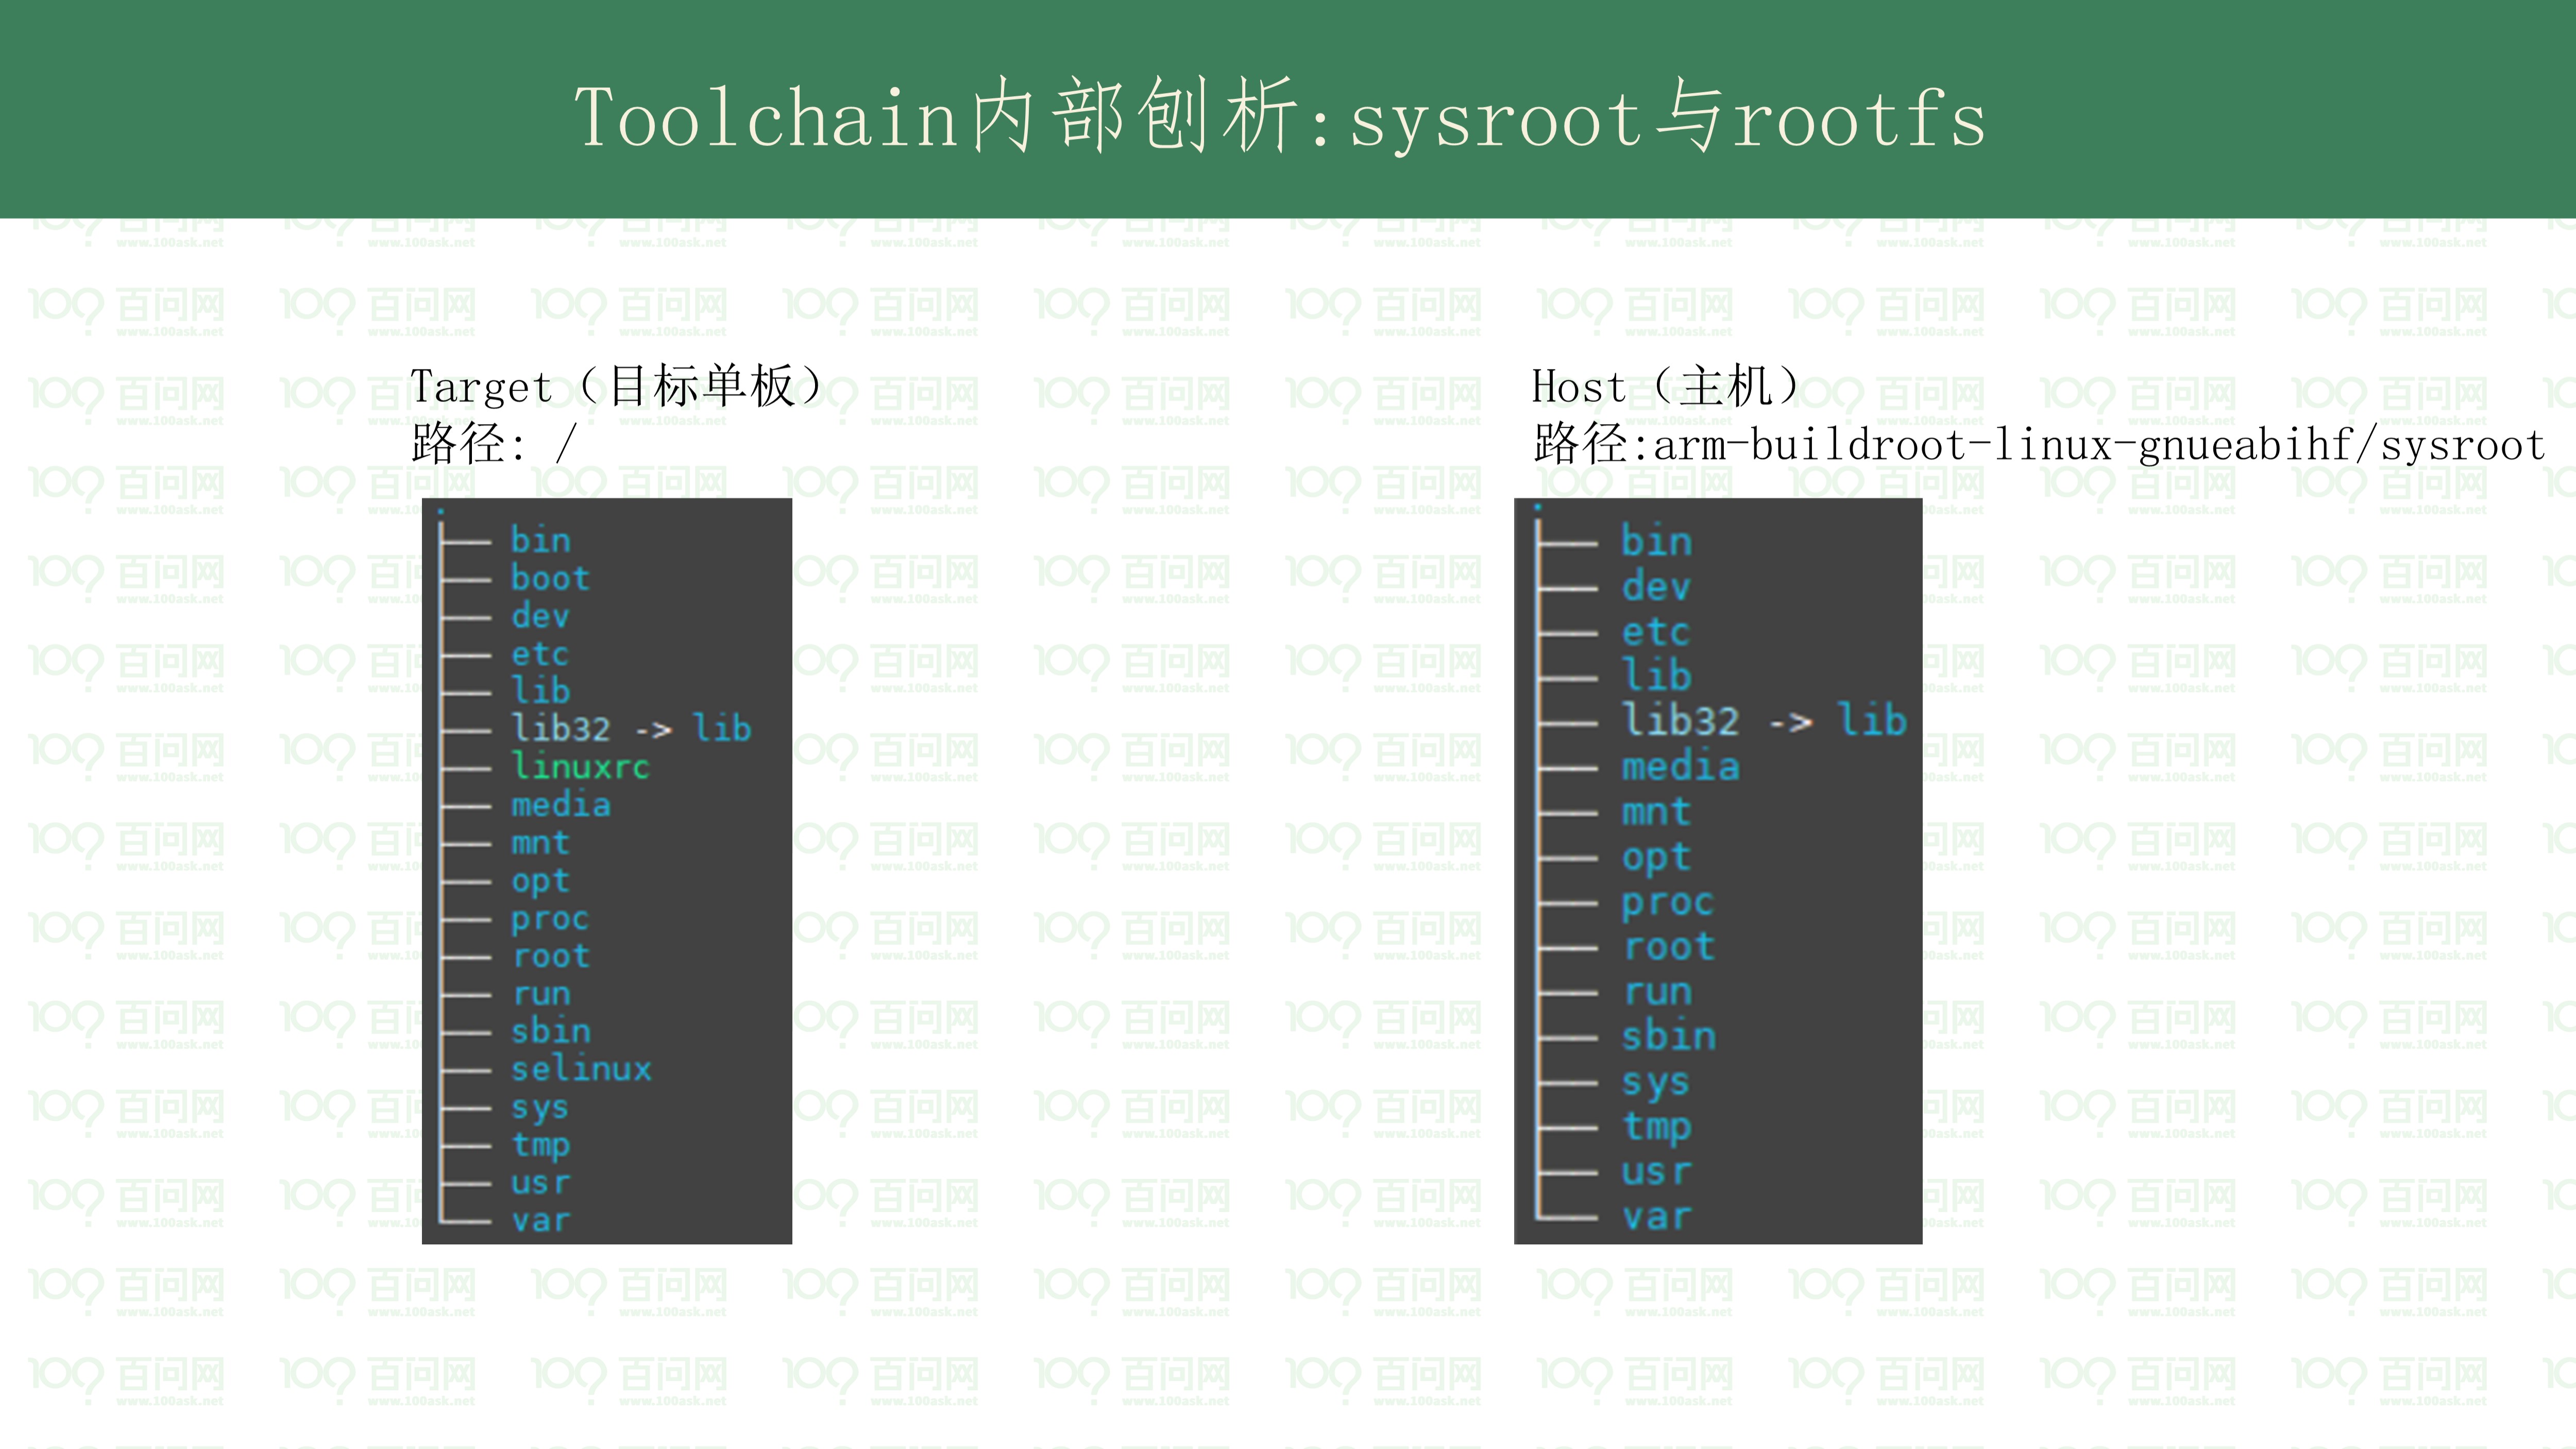 Toolchain内部刨析:sysroot与rootfs
Target（目标单板）
路径: /
.
bin
boot
dev
etc
lib
lib32 -> lib
linuxrc
media
mnt
opt
proc
root
run
sbin
selinux
sys
tmp
usr
var
Host（主机）
路径:arm-buildroot-linux-gnueabihf/sysroot
.
bin
dev
etc
lib
lib32 -> lib
media
mnt
opt
proc
root
run
sbin
sys
tmp
usr
var
百问网
www.100ask.net